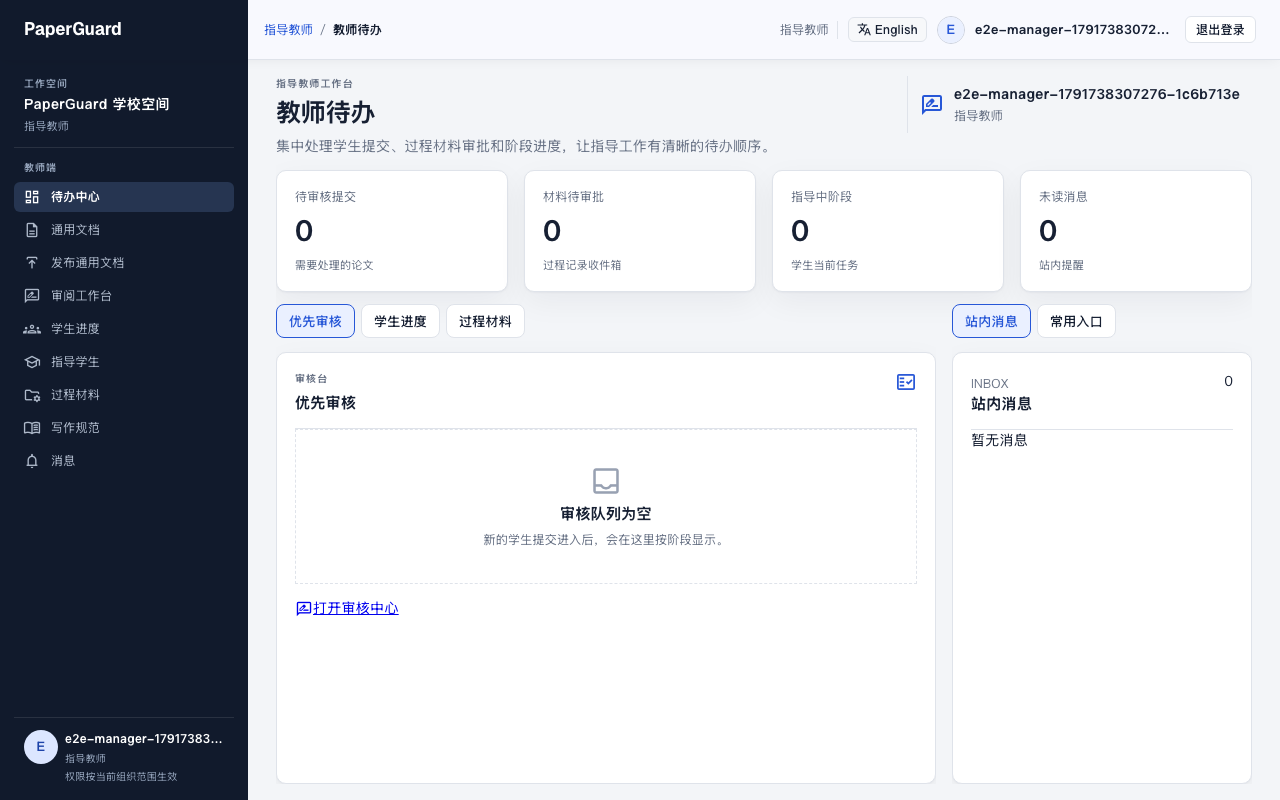 PaperGuard
工作空间
PaperGuard 学校空间
指导教师
教师端
待办中心
通用文档
发布通用文档
审阅工作台
学生进度
指导学生
过程材料
写作规范
消息
e2e-manager-17917383...
指导教师
权限按当前组织范围生效
指导教师 / 教师待办
指导教师
English
E
e2e-manager-17917383072...
退出登录
指导教师工作台
教师待办
集中处理学生提交、过程材料审批和阶段进度，让指导工作有清晰的待办顺序。
e2e-manager-1791738307276-1c6b713e
指导教师
待审核提交
0
需要处理的论文
材料待审批
0
过程记录收件箱
指导中阶段
0
学生当前任务
未读消息
0
站内提醒
优先审核
学生进度
过程材料
站内消息
常用入口
审核台
优先审核
审核队列为空
新的学生提交进入后，会在这里按阶段显示。
打开审核中心
INBOX
0
站内消息
暂无消息
E